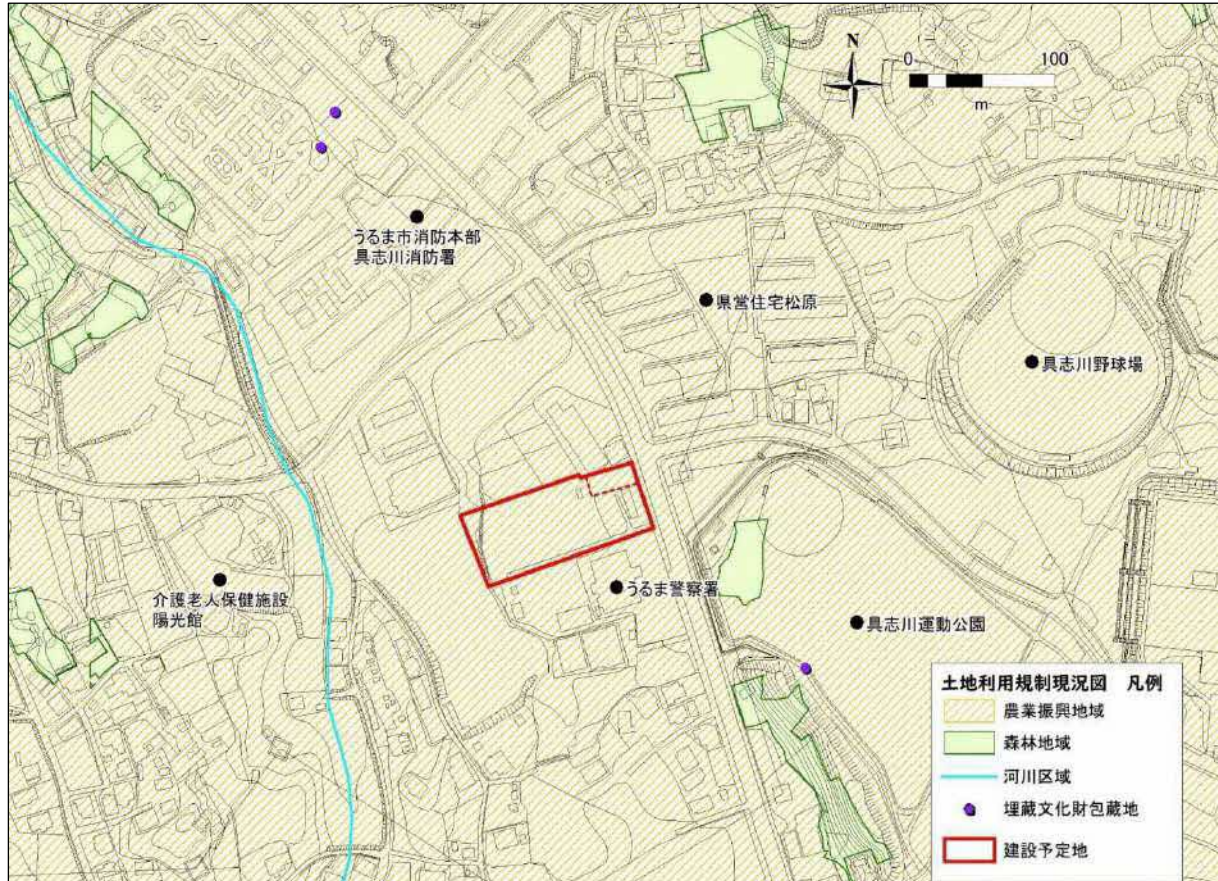 N
0 100
m
うるま市消防本部
具志川消防署
県営住宅松原
具志川野球場
うるま警察署
介護老人保健施設
陽光館
具志川運動公園
土地利用規制現況図 凡例
農業振興地域
森林地域
河川区域
埋蔵文化財包蔵地
建設予定地